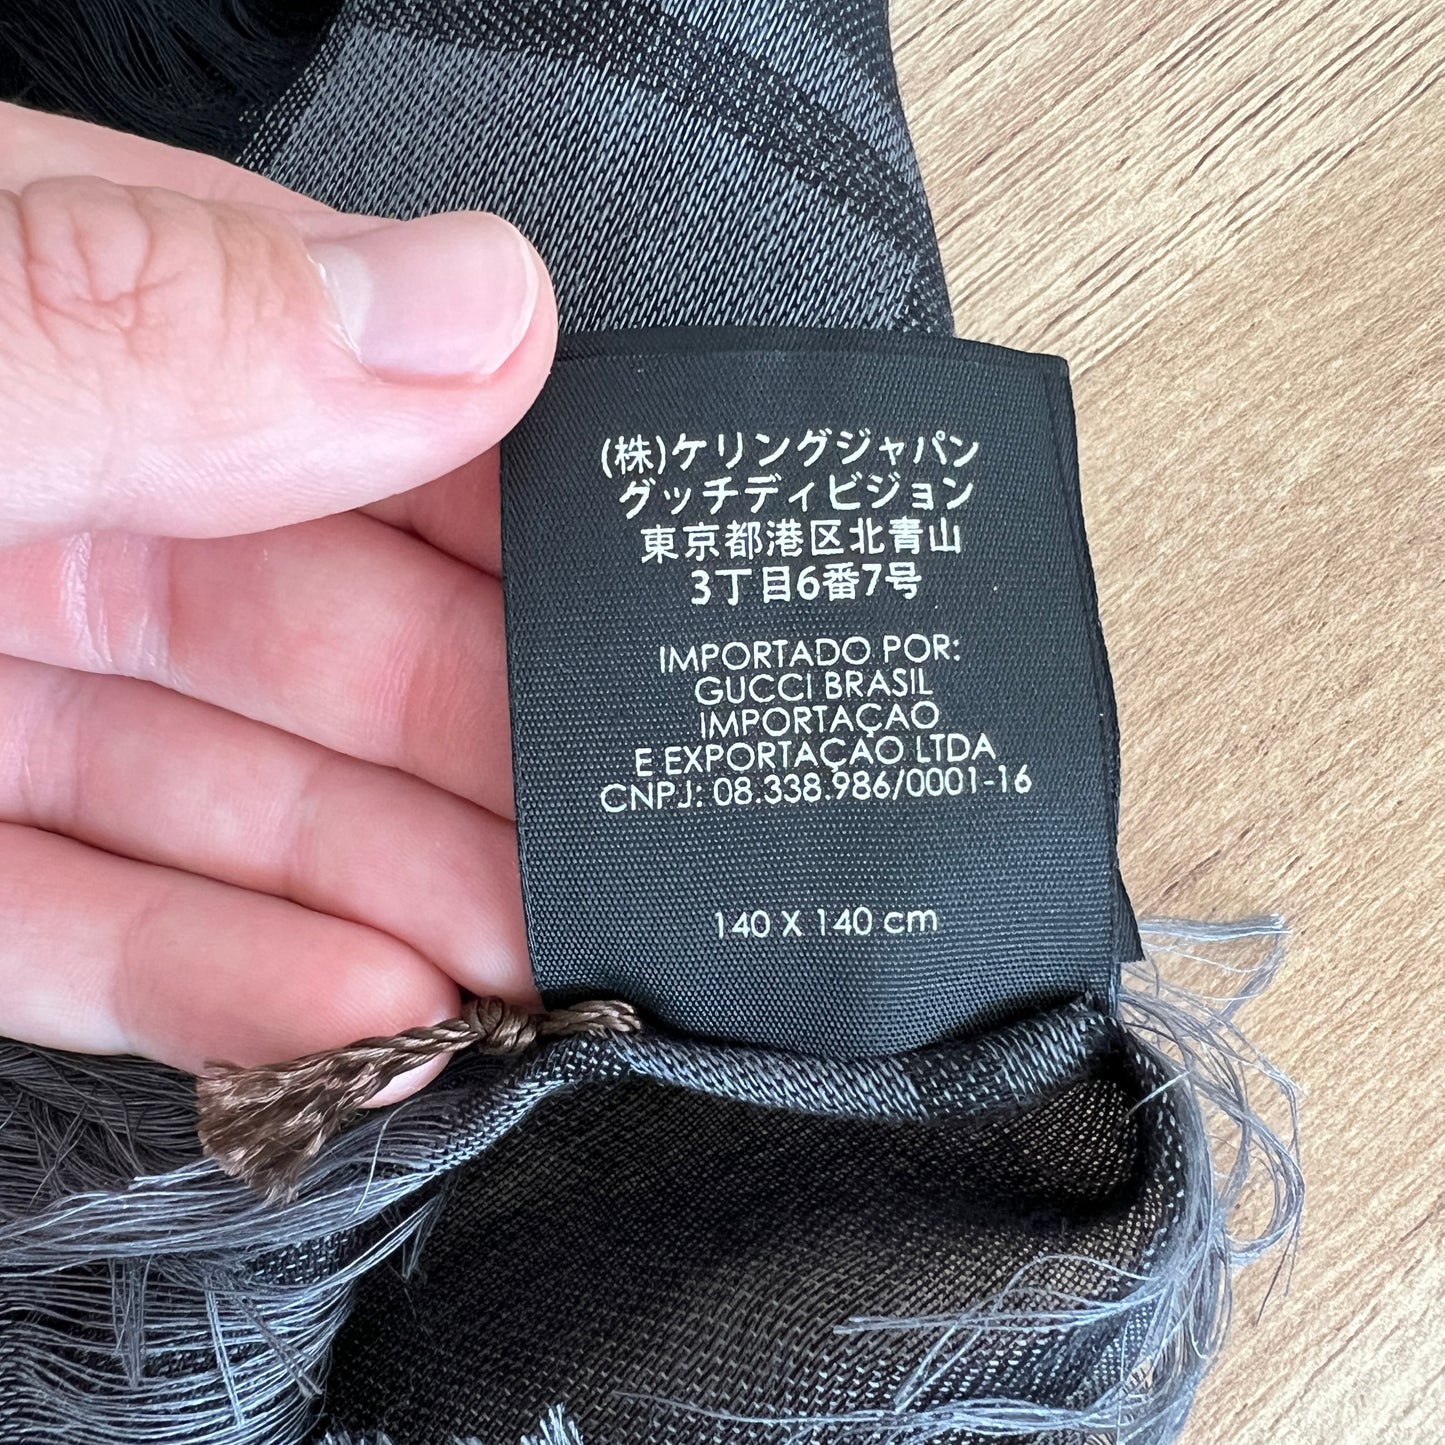 (株)ケリングジャパン
グッチディビジョン
東京都港区北青山
3丁目6番7号
IMPORTADO POR:
GUCCI BRASIL
IMPORTAÇAO
E EXPORTAÇAO LTDA
CNPJ: 08.338.986/0001-16
140 X 140 cm